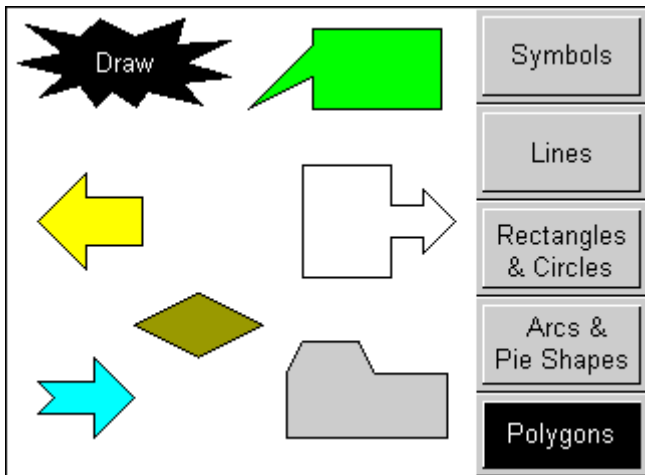 Draw
Symbols
Lines
Rectangles
& Circles
Arcs &
Pie Shapes
Polygons